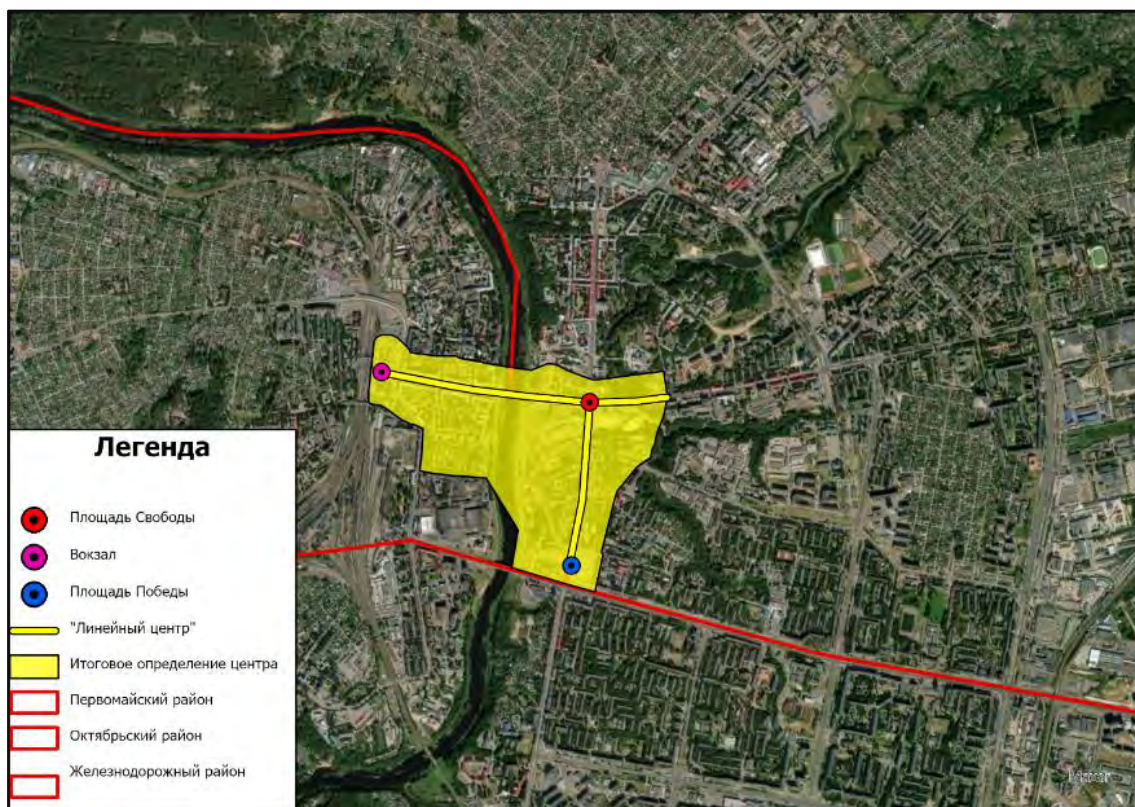 Легенда
Площадь Свободы
Вокзал
Площадь Победы
"Линейный центр"
Итоговое определение центра
Первомайский район
Октябрьский район
Железнодорожный район